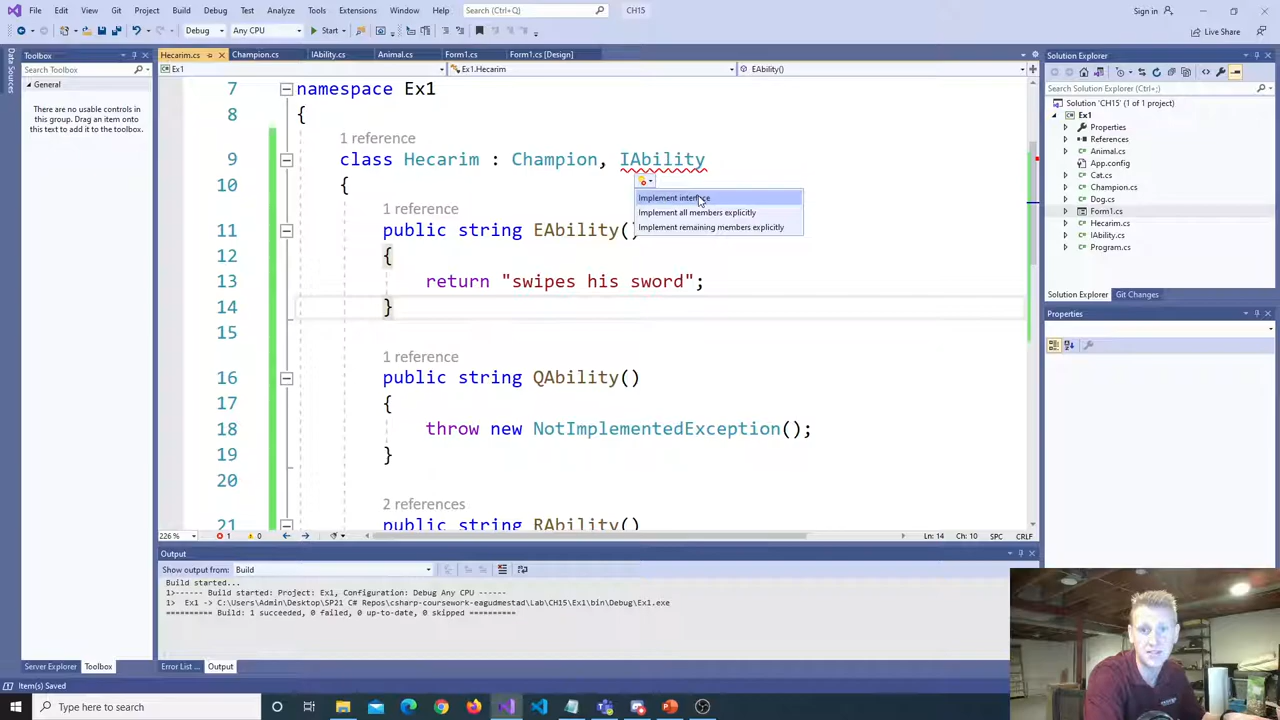 File Edit View Git Project Build Debug Test Analyze Tools Extensions Window Help Search (Ctrl+Q) CH15 Sign in
Debug Any CPU Start Live Share
Data Sources
Toolbox
Search Toolbox
General
There are no usable controls in
this group. Drag an item onto
this text to add it to the toolbox.
Server Explorer Toolbox
Hecarim.cs Champion.cs IAbility.cs Animal.cs Form1.cs Form1.cs [Design]
Ex1 Ex1.Hecarim EAbility()
7 namespace Ex1
8 {
1 reference
9 class Hecarim : Champion, IAbility
10 {
Implement interface
Implement all members explicitly
Implement remaining members explicitly
1 reference
11 public string EAbility()
12 {
13 return "swipes his sword";
14 }
15
1 reference
16 public string QAbility()
17 {
18 throw new NotImplementedException();
19 }
20
2 references
21 public string RAbility()
226 % 1 0 Ln: 14 Ch: 10 SPC CRLF
Output
Show output from: Build
Build started...
1>------ Build started: Project: Ex1, Configuration: Debug Any CPU ------
1> Ex1 -> C:\Users\Admin\Desktop\SP21 C# Repos\csharp-coursework-eagudmestad\Lab\CH15\Ex1\bin\Debug\Ex1.exe
========== Build: 1 succeeded, 0 failed, 0 up-to-date, 0 skipped ==========
Error List ... Output
Solution Explorer
Search Solution Explorer (Ctrl+;)
Solution 'CH15' (1 of 1 project)
Ex1
Properties
References
Animal.cs
App.config
Cat.cs
Champion.cs
Dog.cs
Form1.cs
Hecarim.cs
IAbility.cs
Program.cs
Solution Explorer Git Changes
Properties
Item(s) Saved
Type here to search